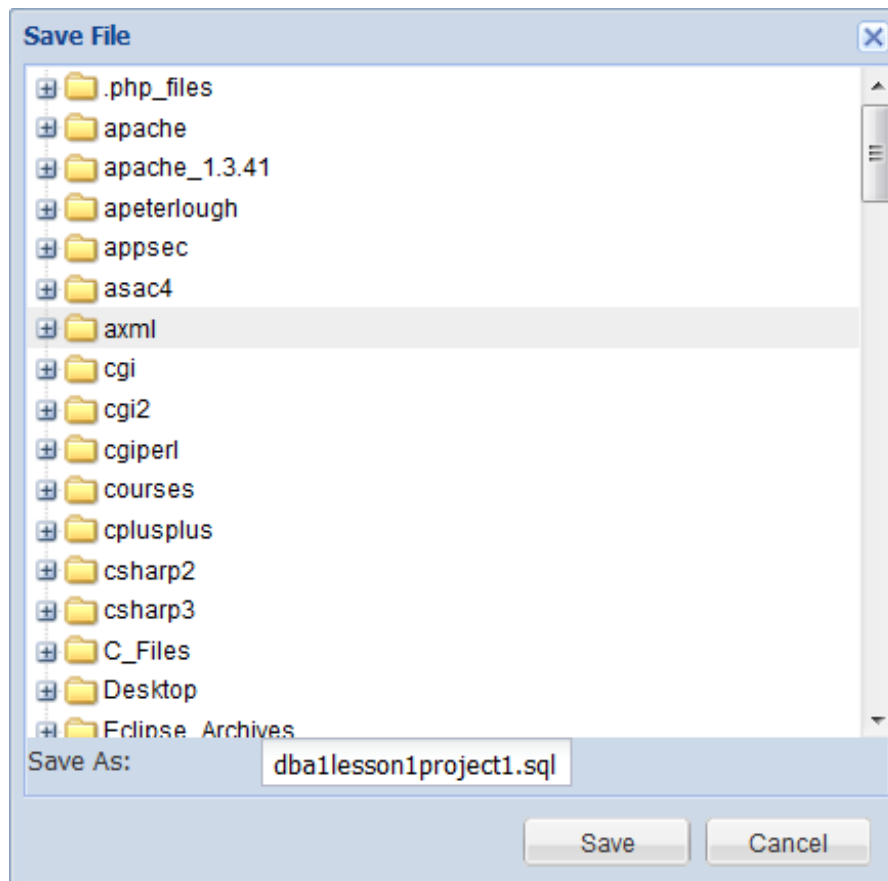 Save File
.php_files
apache
apache_1.3.41
apeterlough
appsec
asac4
axml
cgi
cgi2
cgiperl
courses
cplusplus
csharp2
csharp3
C_Files
Desktop
Eclipse_Archives
Save As: dba1lesson1project1.sql
Save Cancel